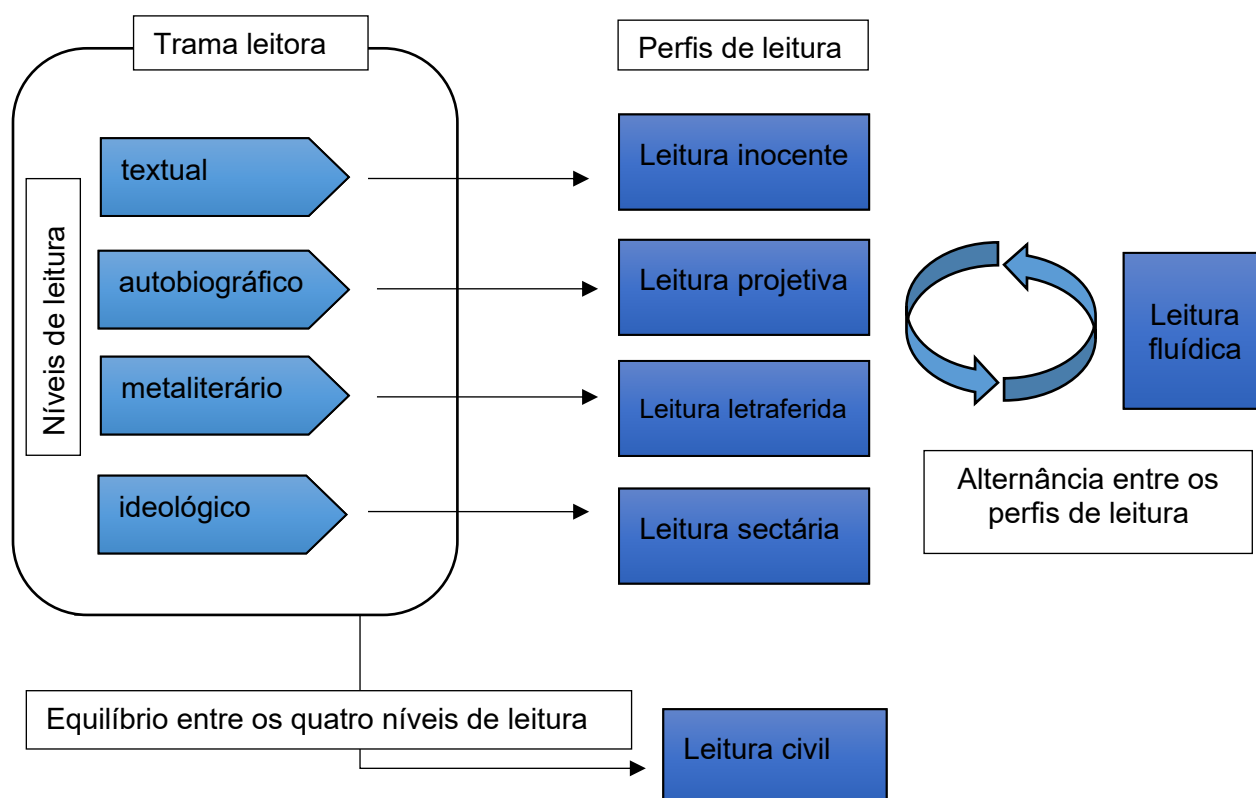 Trama leitora
Perfis de leitura
Níveis de leitura
textual
Leitura inocente
autobiográfico
Leitura projetiva
metaliterário
Leitura letraferida
ideológico
Leitura sectária
Leitura
fluídica
Alternância entre os
perfis de leitura
Equilíbrio entre os quatro níveis de leitura
Leitura civil